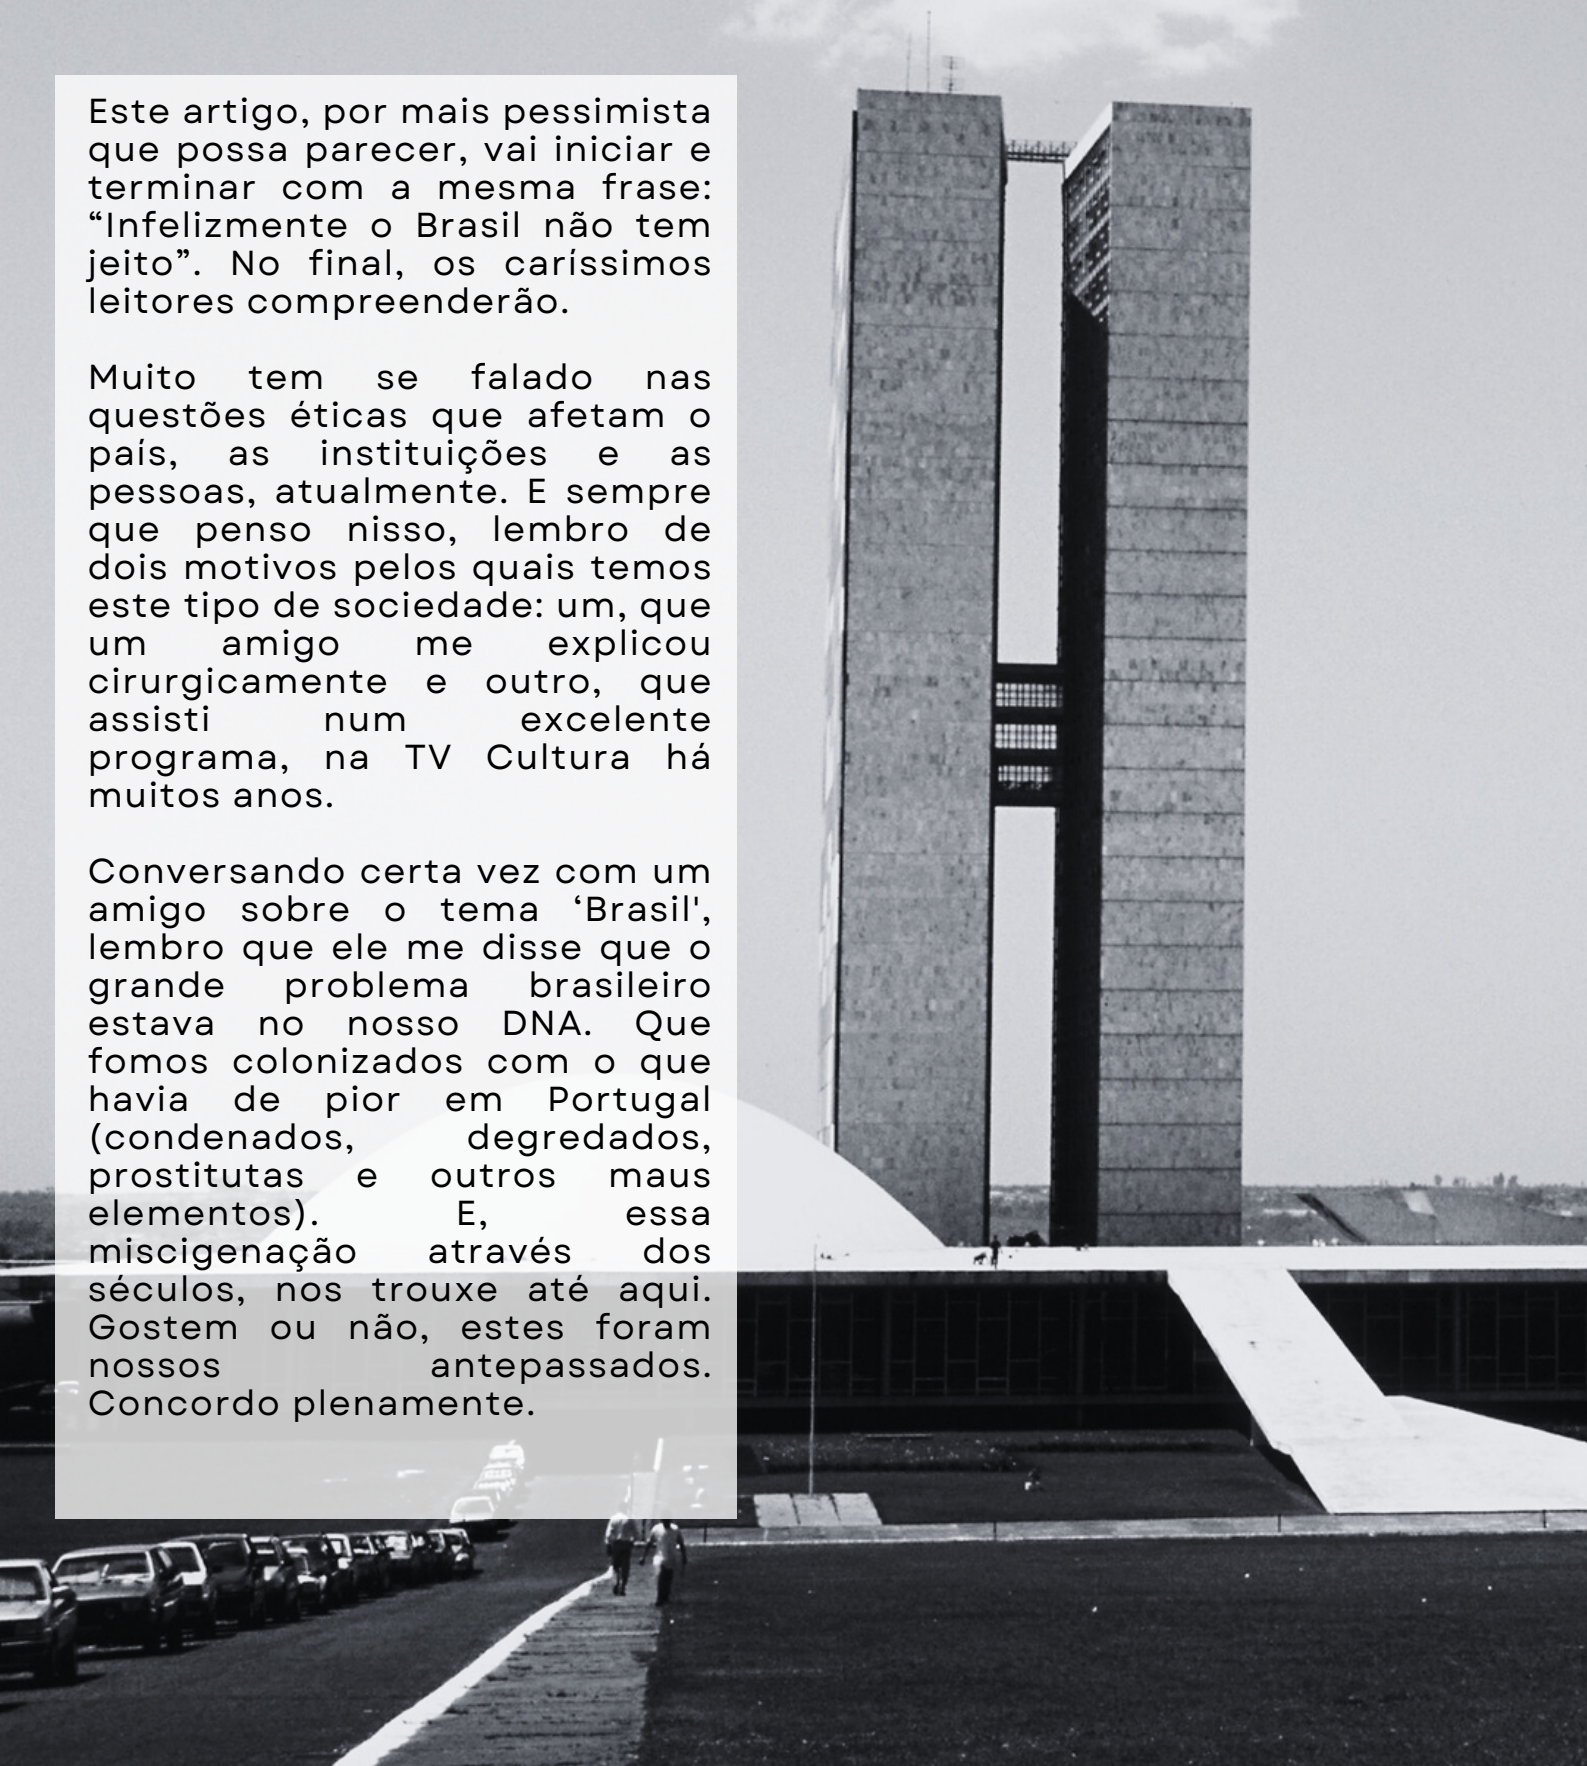 Este artigo, por mais pessimista
que possa parecer, vai iniciar e
terminar com a mesma frase:
“Infelizmente o Brasil não tem
jeito”. No final, os caríssimos
leitores compreenderão.
Muito tem se falado nas
questões éticas que afetam o
país, as instituições e as
pessoas, atualmente. E sempre
que penso nisso, lembro de
dois motivos pelos quais temos
este tipo de sociedade: um, que
um amigo me explicou
cirurgicamente e outro, que
assisti num excelente
programa, na TV Cultura há
muitos anos.
Conversando certa vez com um
amigo sobre o tema ‘Brasil',
lembro que ele me disse que o
grande problema brasileiro
estava no nosso DNA. Que
fomos colonizados com o que
havia de pior em Portugal
(condenados, degredados,
prostitutas e outros maus
elementos). E, essa
miscigenação através dos
séculos, nos trouxe até aqui.
Gostem ou não, estes foram
nossos antepassados.
Concordo plenamente.